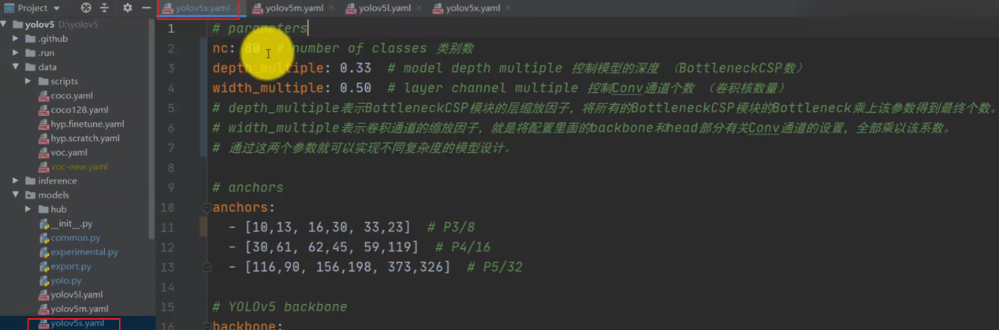 Project
yolov5s.yaml
yolov5m.yaml
yolov5l.yaml
yolov5x.yaml
yolov5 D:\yolov5
.github
.run
data
scripts
coco.yaml
coco128.yaml
hyp.finetune.yaml
hyp.scratch.yaml
voc.yaml
voc-new.yaml
inference
models
hub
__init__.py
common.py
experimental.py
export.py
yolo.py
yolov5l.yaml
yolov5m.yaml
yolov5s.yaml
1 # parameters
2 nc: 80 # number of classes 类别数
3 depth_multiple: 0.33 # model depth multiple 控制模型的深度 （BottleneckCSP数）
4 width_multiple: 0.50 # layer channel multiple 控制Conv通道个数 （卷积核数量）
5 # depth_multiple表示BottleneckCSP模块的层缩放因子，将所有的BottleneckCSP模块的Bottleneck乘上该参数得到最终个数。
6 # width_multiple表示卷积通道的缩放因子，就是将配置里面的backbone和head部分有关Conv通道的设置，全部乘以该系数。
7 # 通过这两个参数就可以实现不同复杂度的模型设计。
8
9 # anchors
10 anchors:
11 - [10,13, 16,30, 33,23] # P3/8
12 - [30,61, 62,45, 59,119] # P4/16
13 - [116,90, 156,198, 373,326] # P5/32
14
15 # YOLOv5 backbone
16 backbone: